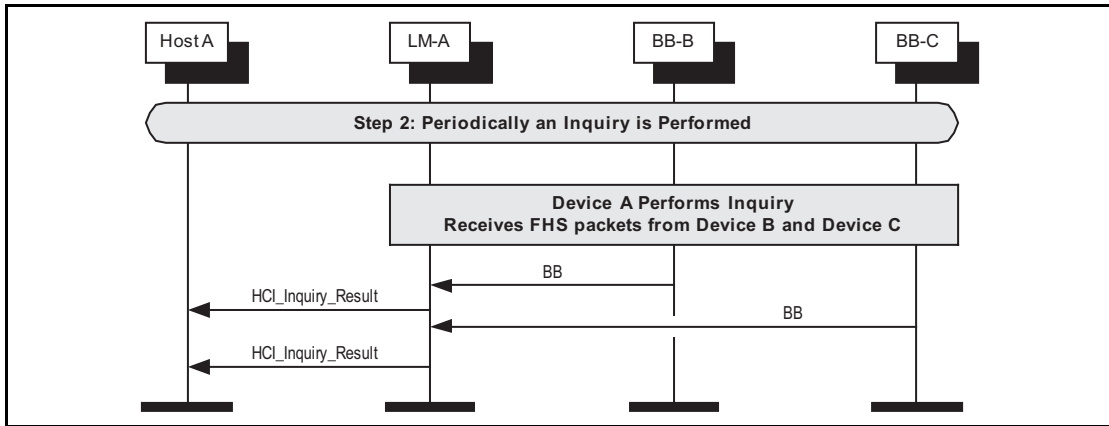 Host A
LM-A
BB-B
BB-C
Step 2: Periodically an Inquiry is Performed
Device A Performs Inquiry
Receives FHS packets from Device B and Device C
BB
HCI_Inquiry_Result
BB
HCI_Inquiry_Result